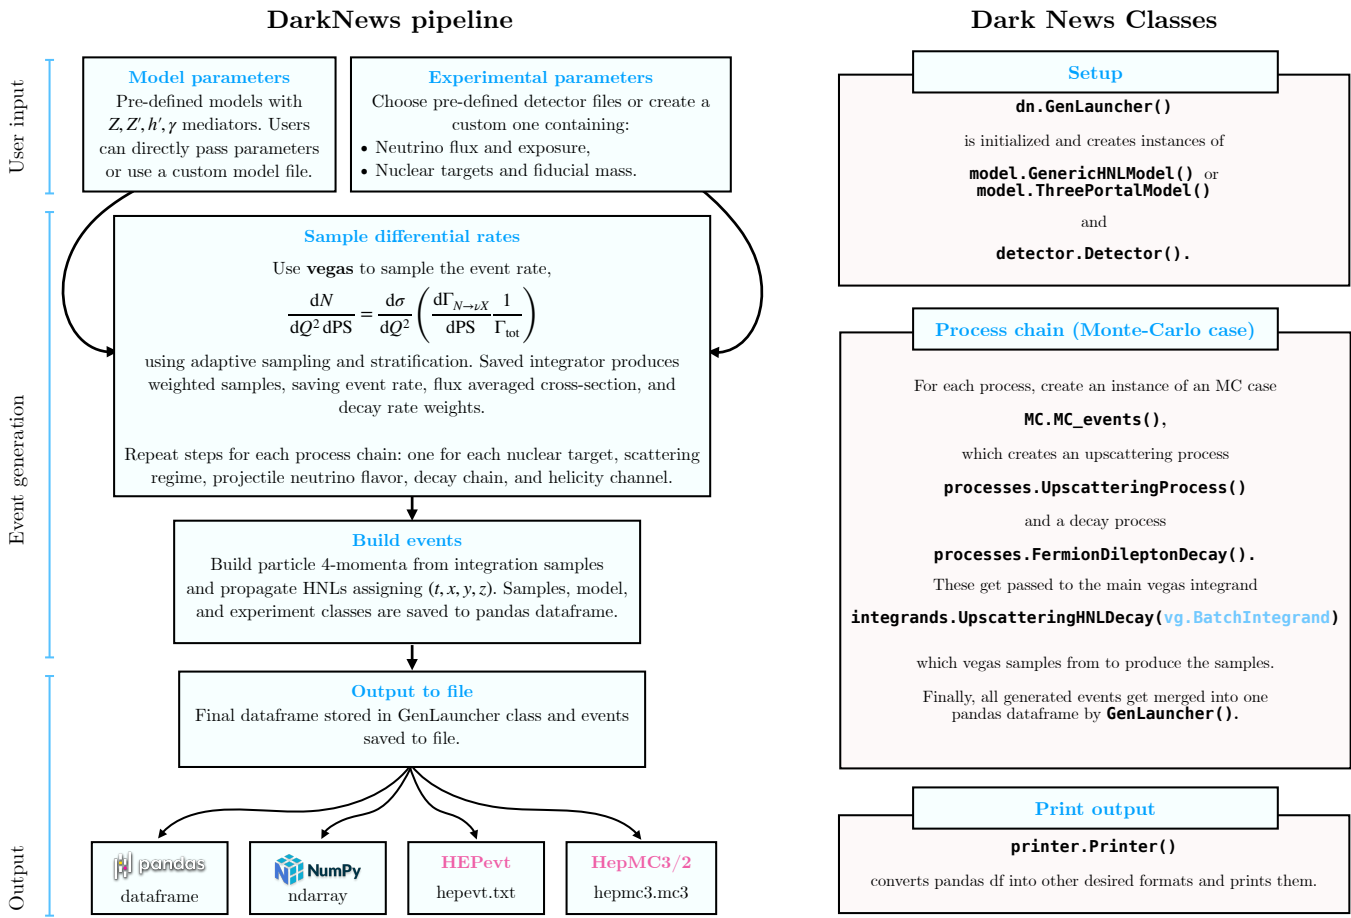 DarkNews pipeline
User input
Model parameters
Pre-defined models with
Z, Z′, h′, γ mediators. Users
can directly pass parameters
or use a custom model file.
Experimental parameters
Choose pre-defined detector files or create a
custom one containing:
• Neutrino flux and exposure,
• Nuclear targets and fiducial mass.
Event generation
Sample differential rates
Use vegas to sample the event rate,
dN/(dQ² dPS) = dσ/dQ² (dΓ_{N→νX}/dPS 1/Γ_tot)
using adaptive sampling and stratification. Saved integrator produces
weighted samples, saving event rate, flux averaged cross-section, and
decay rate weights.
Repeat steps for each process chain: one for each nuclear target, scattering
regime, projectile neutrino flavor, decay chain, and helicity channel.
Build events
Build particle 4-momenta from integration samples
and propagate HNLs assigning (t, x, y, z). Samples, model,
and experiment classes are saved to pandas dataframe.
Output
Output to file
Final dataframe stored in GenLauncher class and events
saved to file.
pandas
dataframe
NumPy
ndarray
HEPevt
hepevt.txt
HepMC3/2
hepmc3.mc3
Dark News Classes
Setup
dn.GenLauncher()
is initialized and creates instances of
model.GenericHNLModel() or
model.ThreePortalModel()
and
detector.Detector().
Process chain (Monte-Carlo case)
For each process, create an instance of an MC case
MC.MC_events(),
which creates an upscattering process
processes.UpscatteringProcess()
and a decay process
processes.FermionDileptonDecay().
These get passed to the main vegas integrand
integrands.UpscatteringHNLDecay(vg.BatchIntegrand)
which vegas samples from to produce the samples.
Finally, all generated events get merged into one
pandas dataframe by GenLauncher().
Print output
printer.Printer()
converts pandas df into other desired formats and prints them.